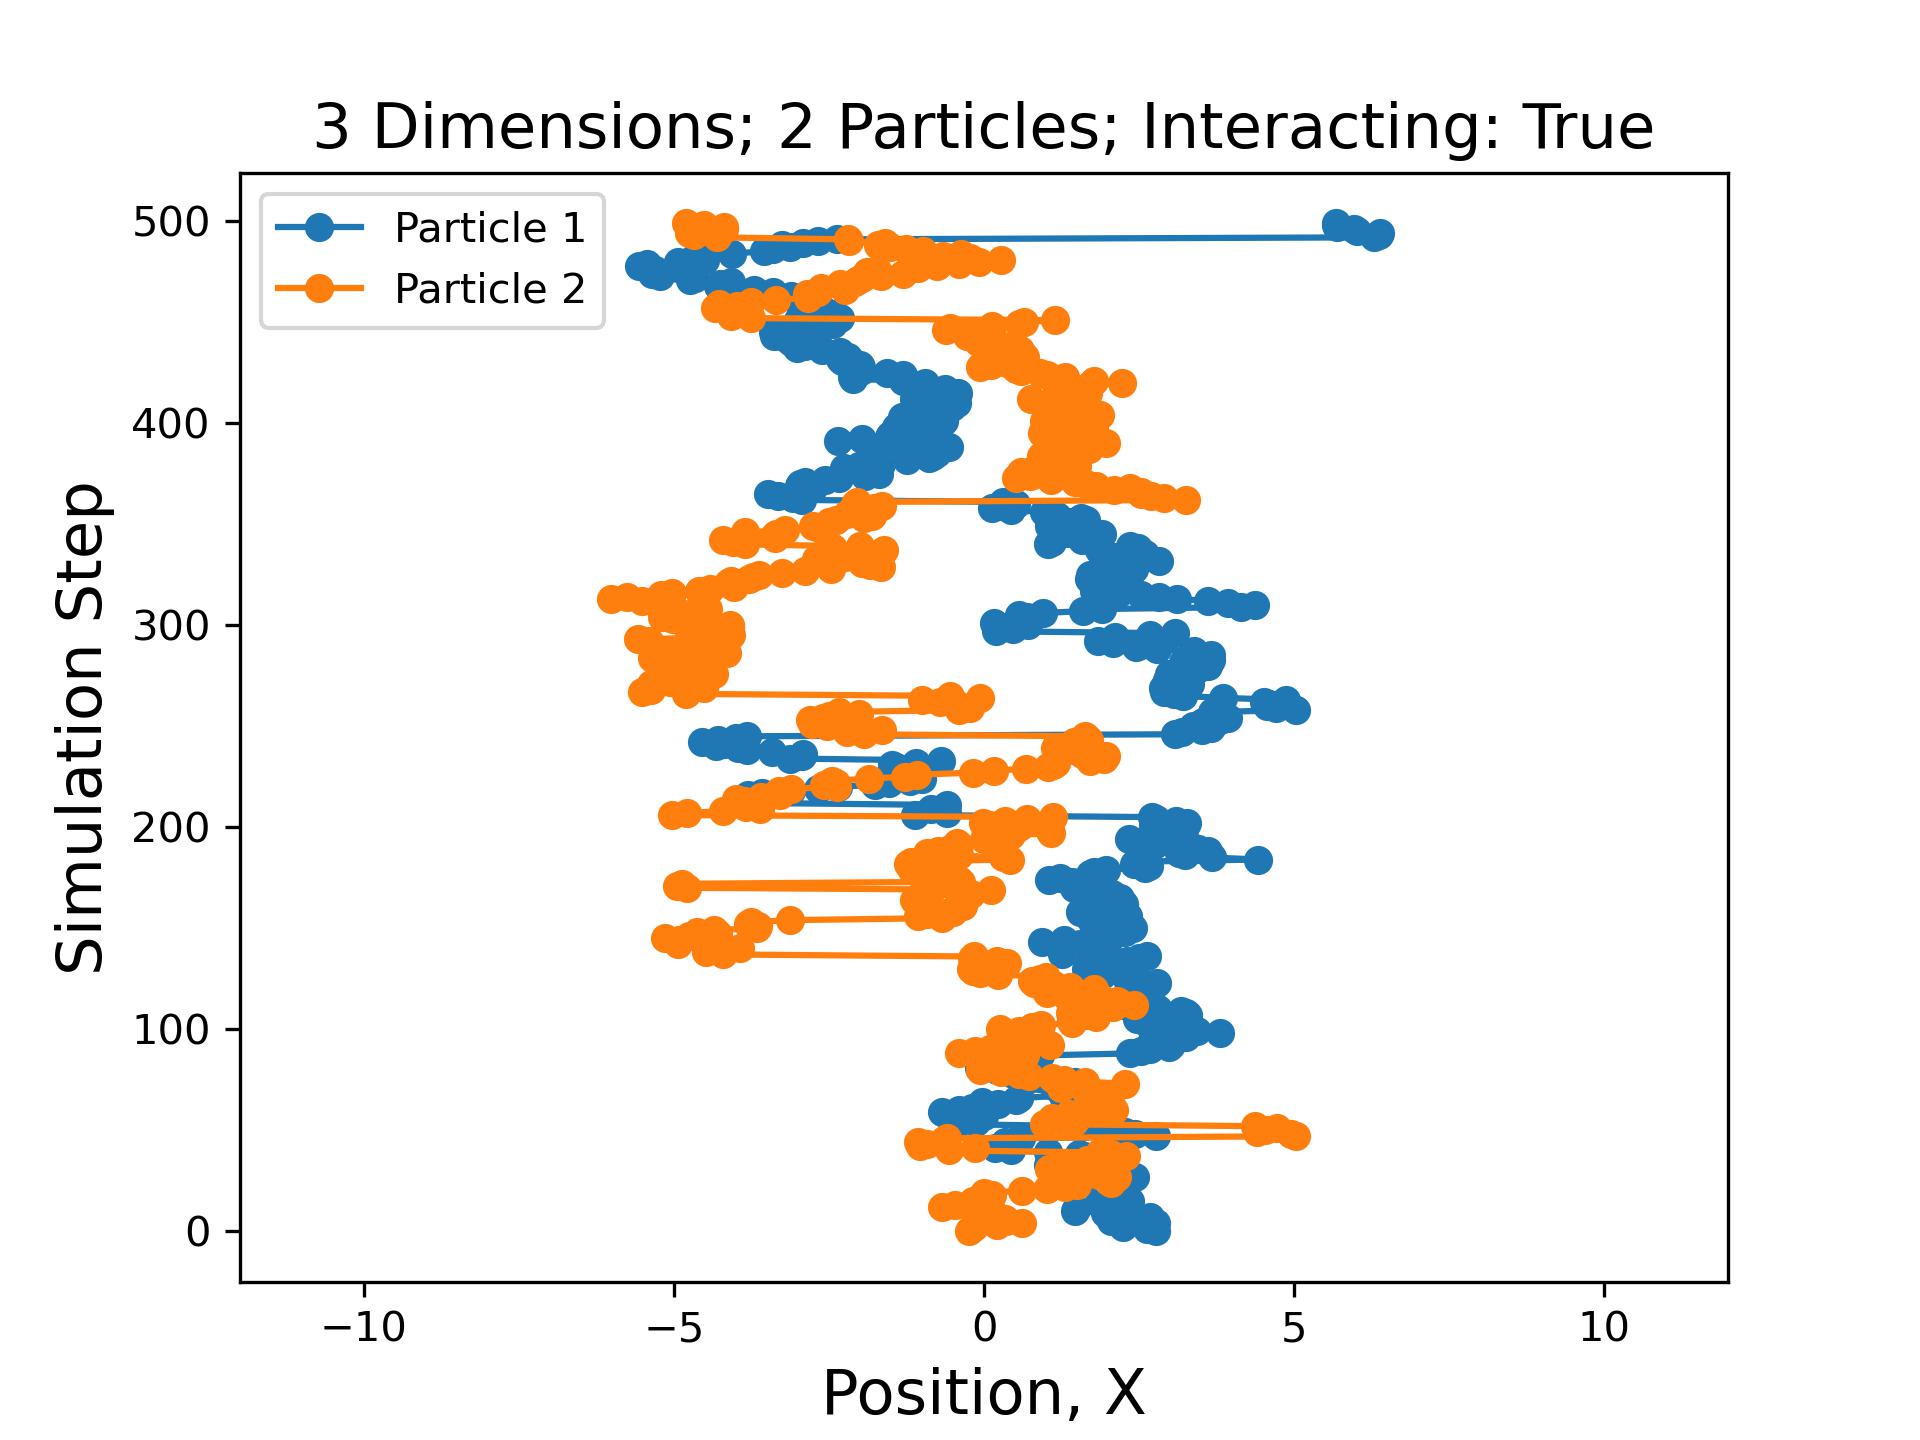 3 Dimensions; 2 Particles; Interacting: True
Particle 1
Particle 2
500
400
300
200
100
0
Simulation Step
−10
−5
0
5
10
Position, X